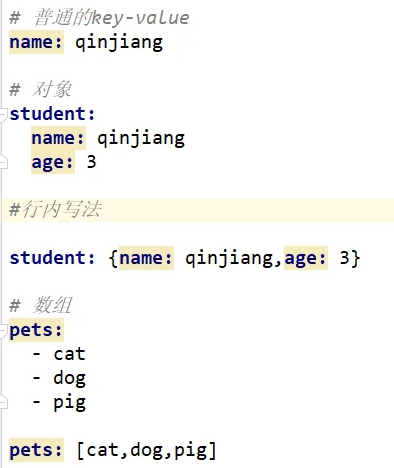 # 普通的key-value
name: qinjiang
# 对象
student:
name: qinjiang
age: 3
#行内写法
student: {name: qinjiang,age: 3}
# 数组
pets:
- cat
- dog
- pig
pets: [cat,dog,pig]